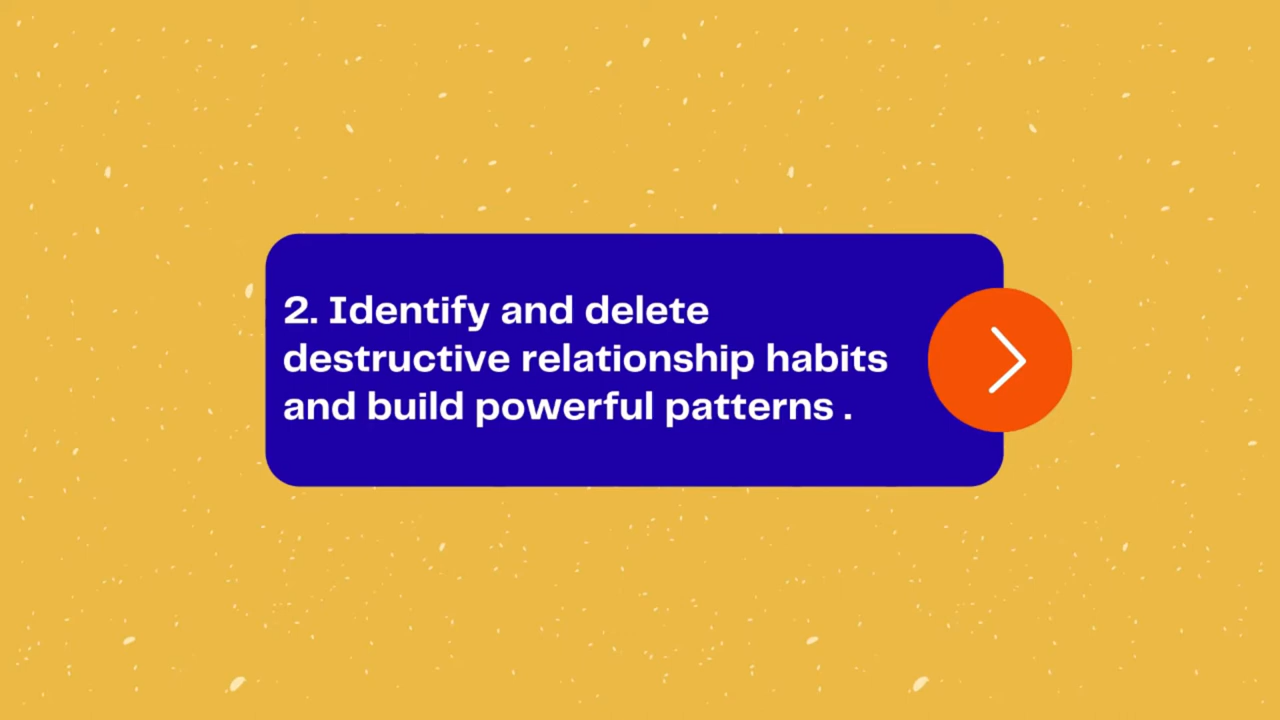 2. Identify and delete
destructive relationship habits
and build powerful patterns .